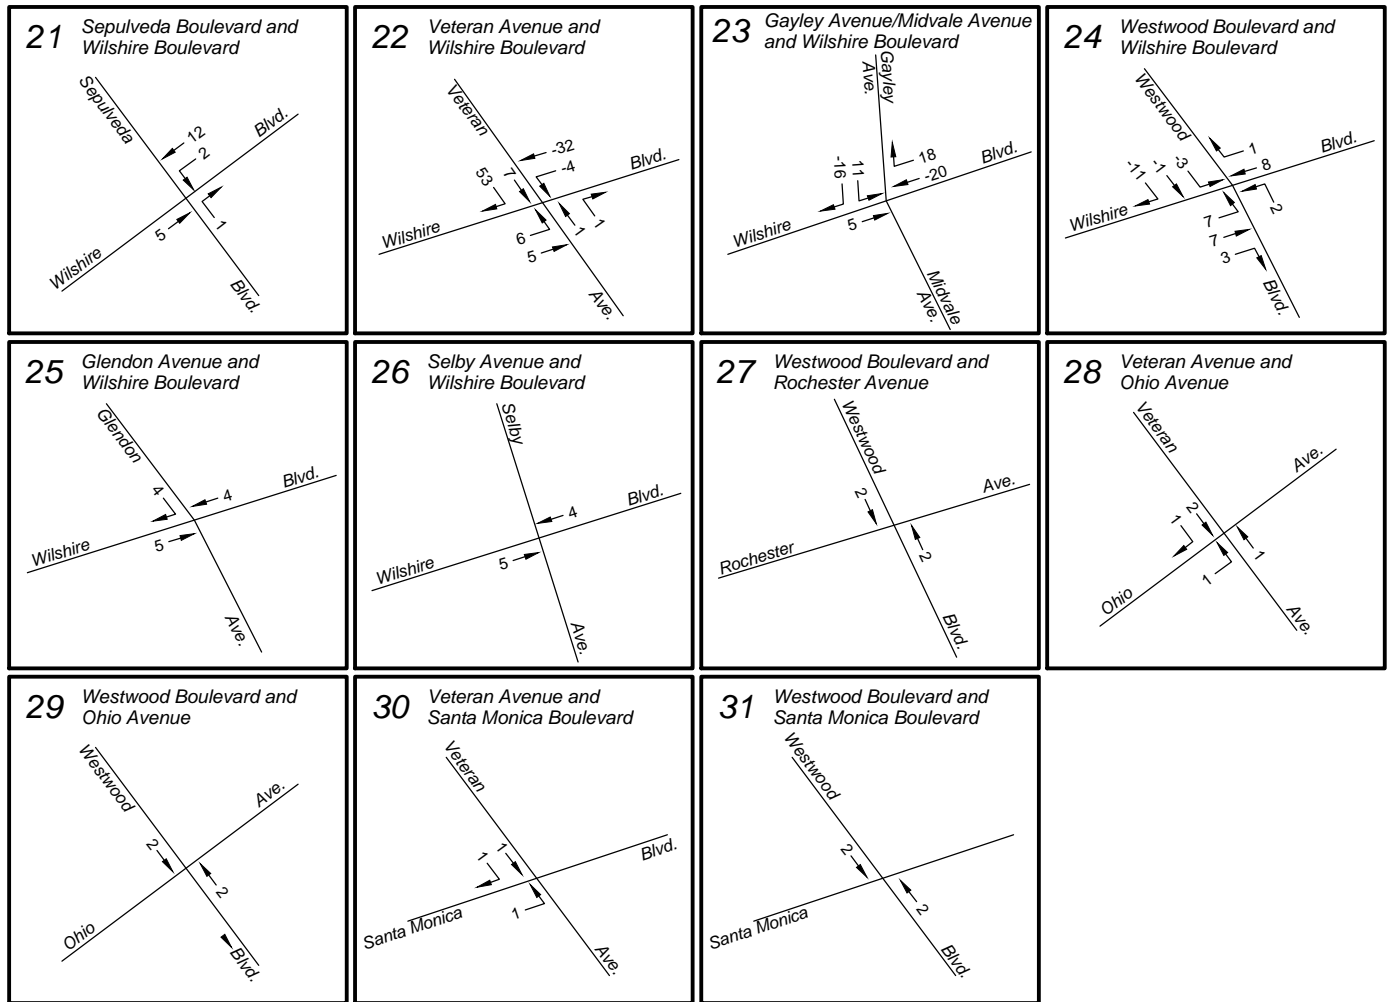 21 Sepulveda Boulevard and
Wilshire Boulevard
Sepulveda
Blvd.
12
2
1
5
Wilshire
Blvd.
22 Veteran Avenue and
Wilshire Boulevard
Veteran
-32
-4
Blvd.
53
7
Wilshire
6
5
1
1
Ave.
23 Gayley Avenue/Midvale Avenue
and Wilshire Boulevard
Gayley
Ave.
18
-20
Blvd.
-16
11
Wilshire
5
Midvale
Ave.
24 Westwood Boulevard and
Wilshire Boulevard
Westwood
1
8
Blvd.
-11
-1
-3
Wilshire
2
7
7
3
Blvd.
25 Glendon Avenue and
Wilshire Boulevard
Glendon
4
4
Blvd.
Wilshire
5
Ave.
26 Selby Avenue and
Wilshire Boulevard
Selby
4
Blvd.
Wilshire
5
Ave.
27 Westwood Boulevard and
Rochester Avenue
Westwood
2
Ave.
Rochester
2
Blvd.
28 Veteran Avenue and
Ohio Avenue
Veteran
Ave.
1
2
1
1
Ohio
Ave.
29 Westwood Boulevard and
Ohio Avenue
Westwood
Ave.
2
2
Ohio
Blvd.
30 Veteran Avenue and
Santa Monica Boulevard
Veteran
1
1
Blvd.
1
Santa Monica
Ave.
31 Westwood Boulevard and
Santa Monica Boulevard
Westwood
2
2
Santa Monica
Blvd.